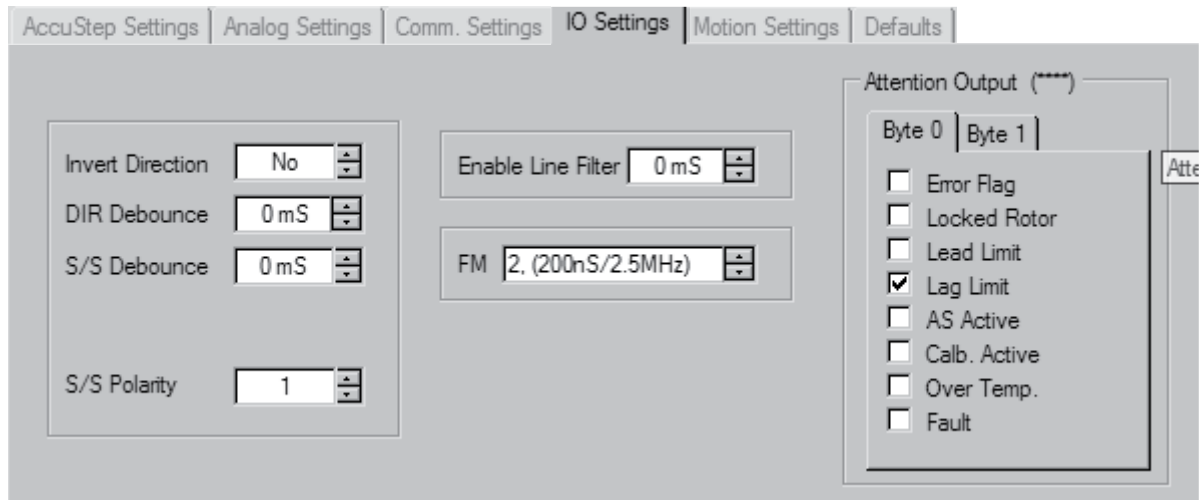 AccuStep Settings Analog Settings Comm. Settings IO Settings Motion Settings Defaults
Attention Output (****)
Byte 0 Byte 1
Invert Direction No
DIR Debounce 0 mS
S/S Debounce 0 mS
S/S Polarity 1
Enable Line Filter 0 mS
FM 2, (200nS/2.5MHz)
Error Flag
Locked Rotor
Lead Limit
Lag Limit
AS Active
Calb. Active
Over Temp.
Fault
Atte